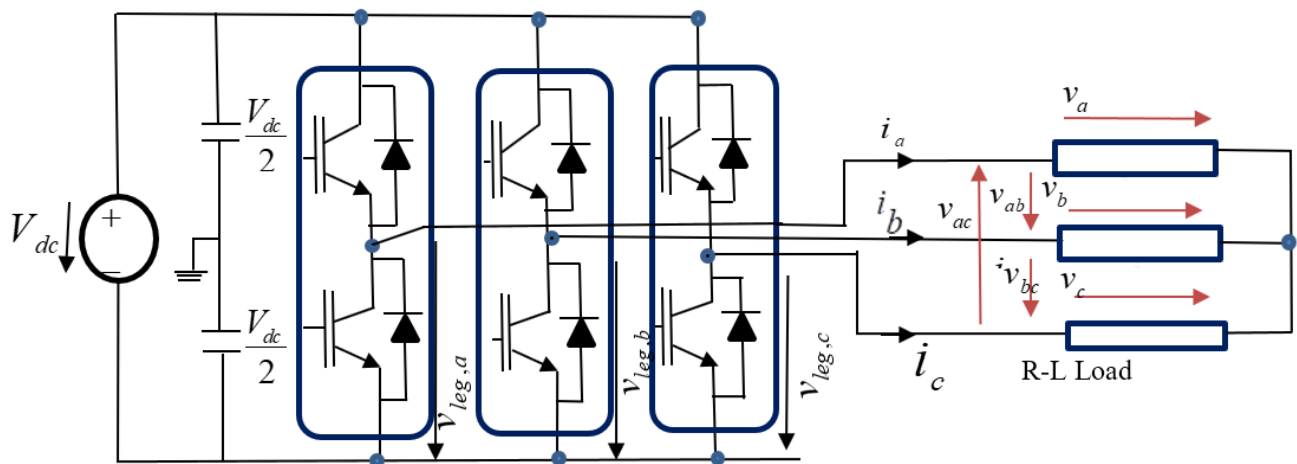 V_dc
+
−
V_dc
2
V_dc
2
v_leg,a
v_leg,b
v_leg,c
i_a
i_b
i_c
v_ac
v_ab
v_bc
i
v_a
v_b
v_c
R-L Load